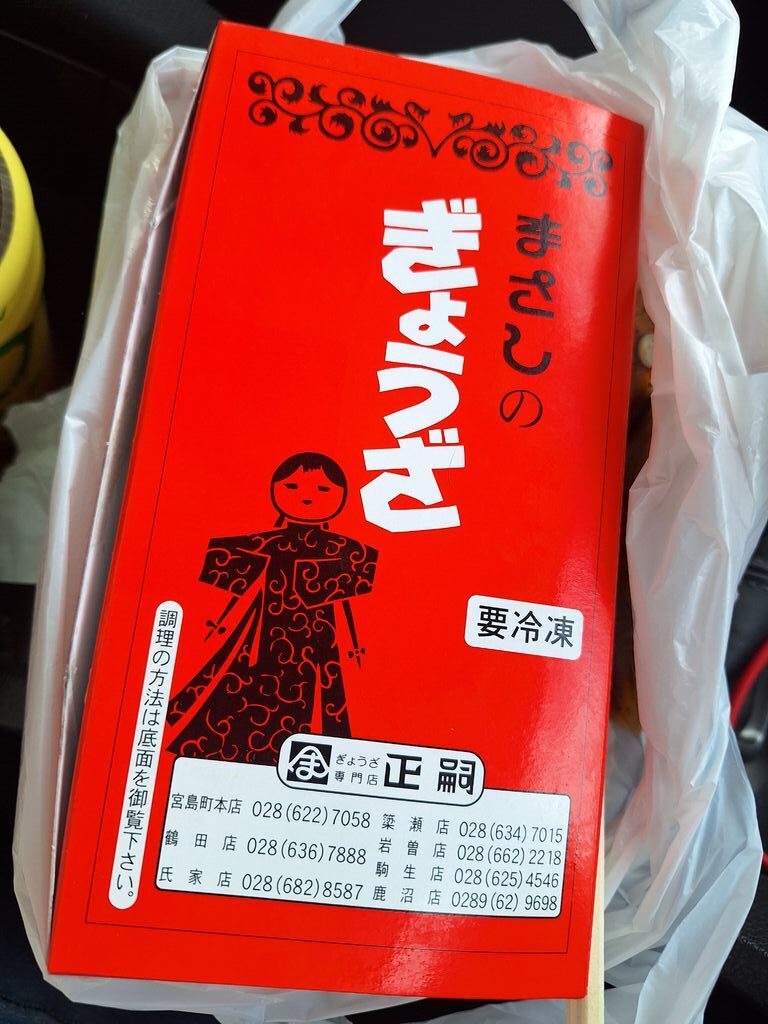 まさしの
ぎょうざ
要冷凍
調理の方法は底面を御覧下さい。
ま
ぎょうざ
専門店
正嗣
宮島町本店 028(622)7058
鶴田店 028(636)7888
氏家店 028(682)8587
簗瀬店 028(634)7015
岩曽店 028(662)2218
駒生店 028(625)4546
鹿沼店 0289(62)9698